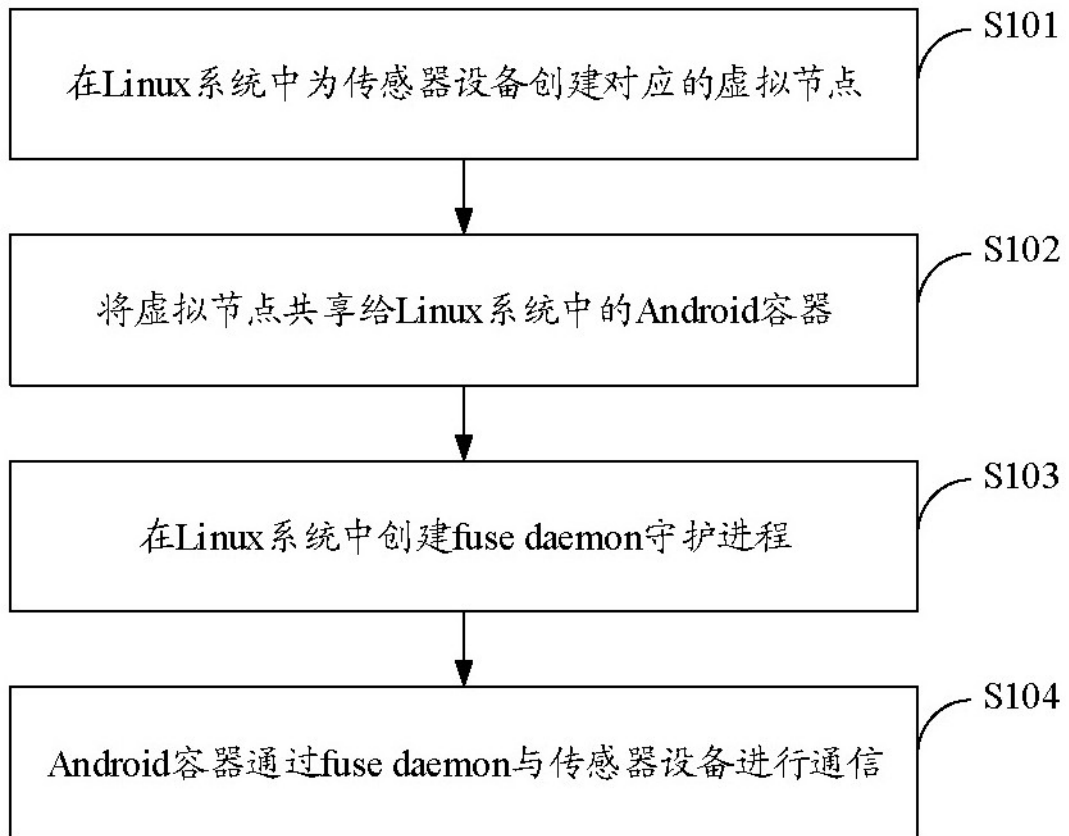 S101
在Linux系统中为传感器设备创建对应的虚拟节点
S102
将虚拟节点共享给Linux系统中的Android容器
S103
在Linux系统中创建fuse daemon守护进程
S104
Android容器通过fuse daemon与传感器设备进行通信